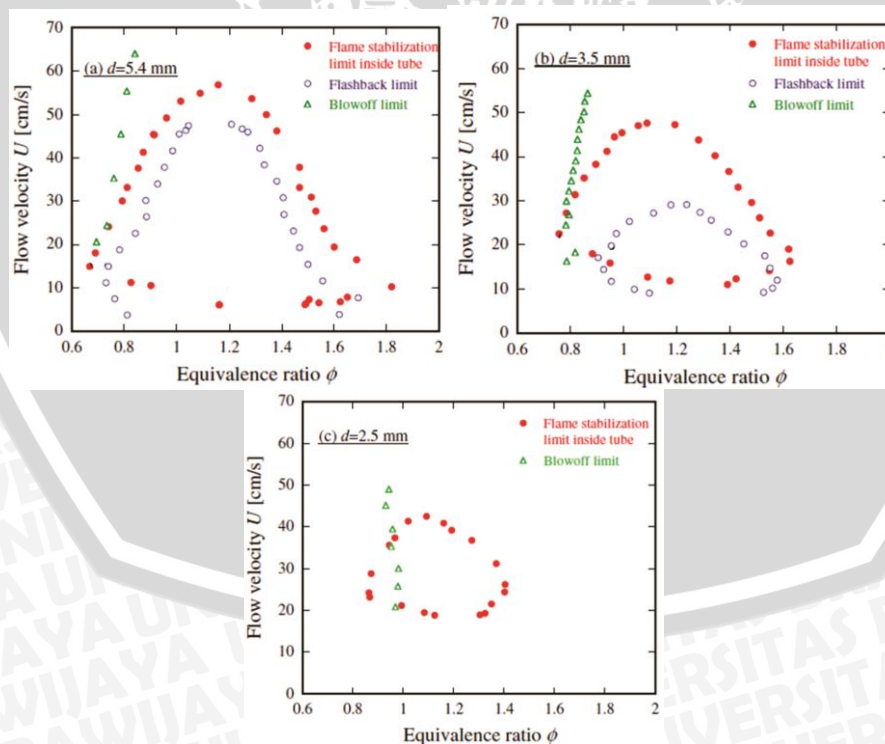 70
60
50
40
30
20
10
0
0.6 0.8 1 1.2 1.4 1.6 1.8 2
Flow velocity U [cm/s]
Equivalence ratio ϕ
(a) d=5.4 mm
Flame stabilization
limit inside tube
Flashback limit
Blowoff limit
70
60
50
40
30
20
10
0
0.6 0.8 1 1.2 1.4 1.6 1.8
Flow velocity U [cm/s]
Equivalence ratio ϕ
(b) d=3.5 mm
Flame stabilization
limit inside tube
Flashback limit
Blowoff limit
70
60
50
40
30
20
10
0
0.6 0.8 1 1.2 1.4 1.6 1.8 2
Flow velocity U [cm/s]
Equivalence ratio ϕ
(c) d=2.5 mm
Flame stabilization
limit inside tube
Blowoff limit